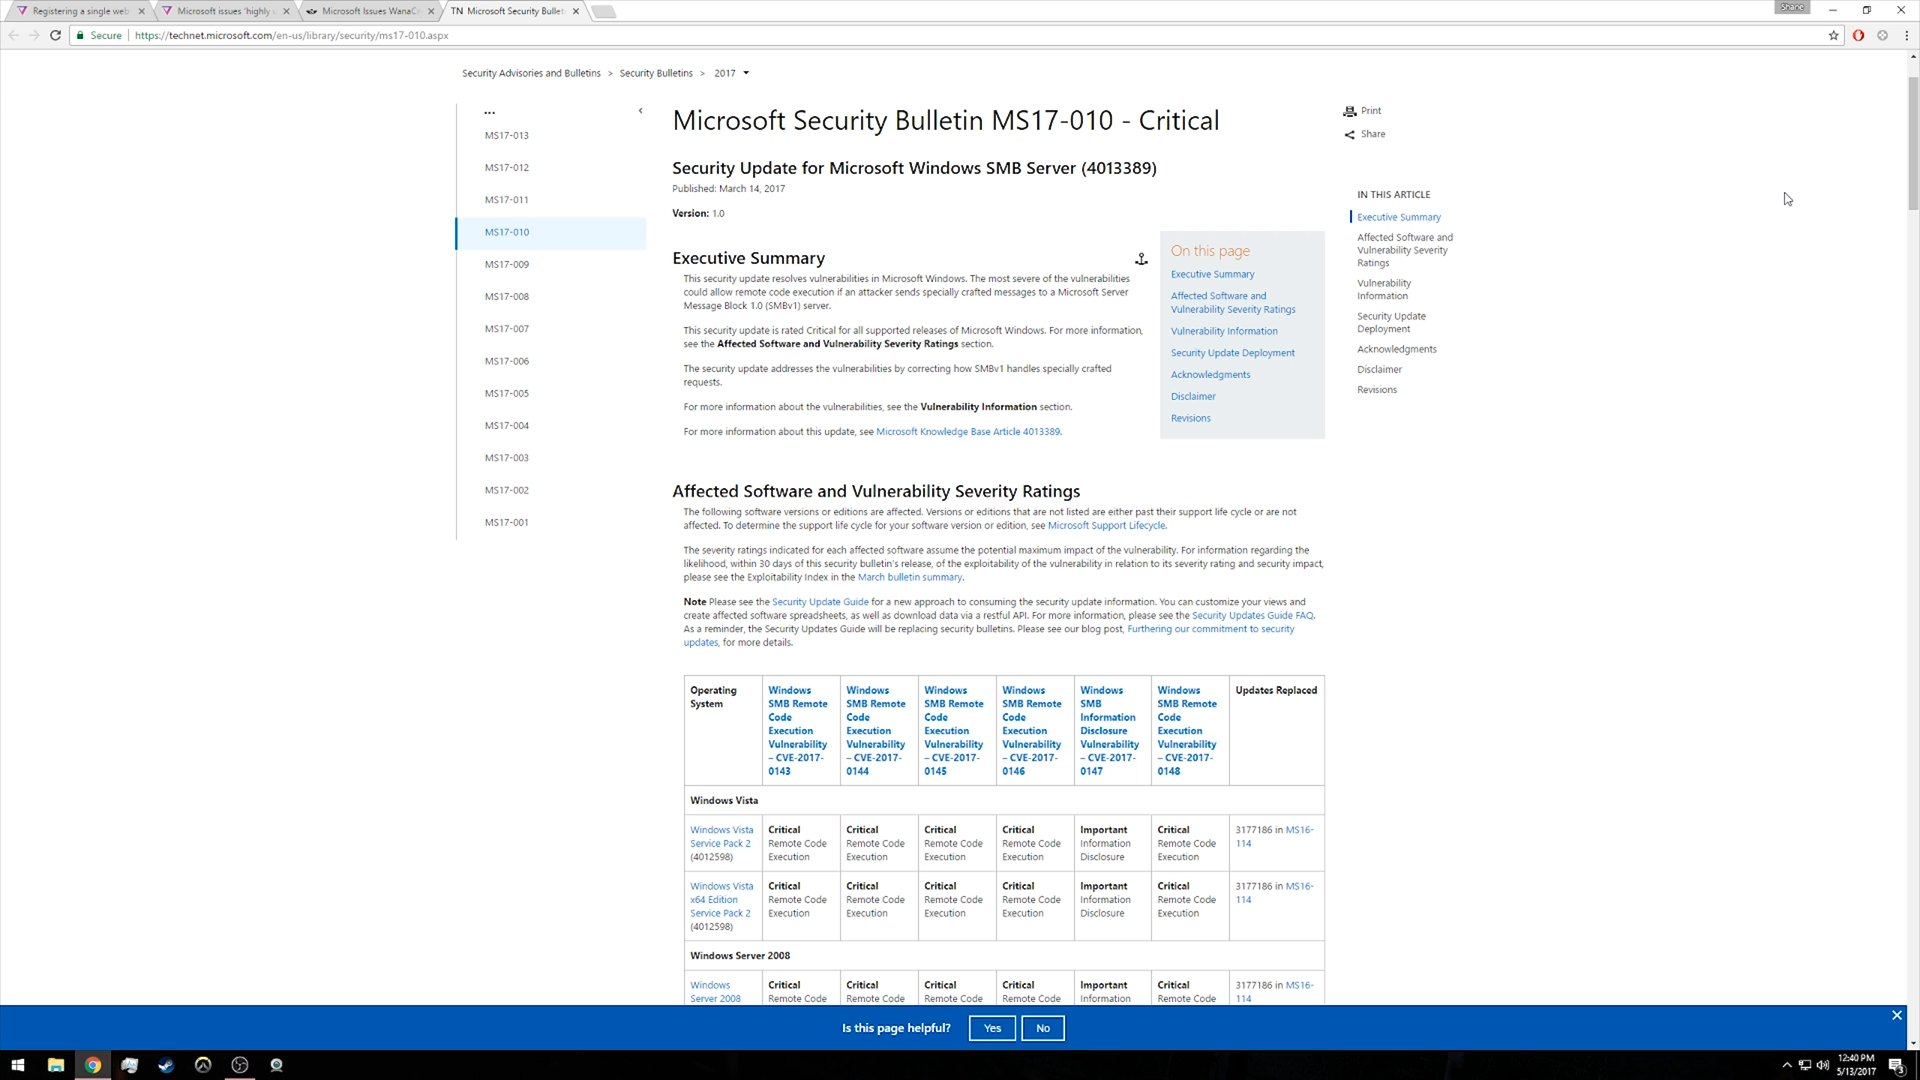 Registering a single web
Microsoft issues 'highly
Microsoft Issues WanaC
TN Microsoft Security Bullet
Shane
Secure
https://technet.microsoft.com/en-us/library/security/ms17-010.aspx
Security Advisories and Bulletins > Security Bulletins > 2017
...
MS17-013
MS17-012
MS17-011
MS17-010
MS17-009
MS17-008
MS17-007
MS17-006
MS17-005
MS17-004
MS17-003
MS17-002
MS17-001
Microsoft Security Bulletin MS17-010 - Critical
Security Update for Microsoft Windows SMB Server (4013389)
Published: March 14, 2017
Version: 1.0
Executive Summary
This security update resolves vulnerabilities in Microsoft Windows. The most severe of the vulnerabilities
could allow remote code execution if an attacker sends specially crafted messages to a Microsoft Server
Message Block 1.0 (SMBv1) server.
This security update is rated Critical for all supported releases of Microsoft Windows. For more information,
see the Affected Software and Vulnerability Severity Ratings section.
The security update addresses the vulnerabilities by correcting how SMBv1 handles specially crafted
requests.
For more information about the vulnerabilities, see the Vulnerability Information section.
For more information about this update, see Microsoft Knowledge Base Article 4013389.
On this page
Executive Summary
Affected Software and
Vulnerability Severity Ratings
Vulnerability Information
Security Update Deployment
Acknowledgments
Disclaimer
Revisions
Print
Share
IN THIS ARTICLE
Executive Summary
Affected Software and
Vulnerability Severity
Ratings
Vulnerability
Information
Security Update
Deployment
Acknowledgments
Disclaimer
Revisions
Affected Software and Vulnerability Severity Ratings
The following software versions or editions are affected. Versions or editions that are not listed are either past their support life cycle or are not
affected. To determine the support life cycle for your software version or edition, see Microsoft Support Lifecycle.
The severity ratings indicated for each affected software assume the potential maximum impact of the vulnerability. For information regarding the
likelihood, within 30 days of this security bulletin's release, of the exploitability of the vulnerability in relation to its severity rating and security impact,
please see the Exploitability Index in the March bulletin summary.
Note Please see the Security Update Guide for a new approach to consuming the security update information. You can customize your views and
create affected software spreadsheets, as well as download data via a restful API. For more information, please see the Security Updates Guide FAQ.
As a reminder, the Security Updates Guide will be replacing security bulletins. Please see our blog post, Furthering our commitment to security
updates, for more details.
Operating Windows Windows Windows Windows Windows Windows Updates Replaced
System SMB Remote SMB Remote SMB Remote SMB Remote SMB SMB Remote
Code Code Code Code Information Code
Execution Execution Execution Execution Disclosure Execution
Vulnerability Vulnerability Vulnerability Vulnerability Vulnerability Vulnerability
– CVE-2017- – CVE-2017- – CVE-2017- – CVE-2017- – CVE-2017- – CVE-2017-
0143 0144 0145 0146 0147 0148
Windows Vista
Windows Vista Critical Critical Critical Critical Important Critical 3177186 in MS16-
Service Pack 2 Remote Code Remote Code Remote Code Remote Code Information Remote Code 114
(4012598) Execution Execution Execution Execution Disclosure Execution
Windows Vista Critical Critical Critical Critical Important Critical 3177186 in MS16-
x64 Edition Remote Code Remote Code Remote Code Remote Code Information Remote Code 114
Service Pack 2 Execution Execution Execution Execution Disclosure Execution
(4012598)
Windows Server 2008
Windows Critical Critical Critical Critical Important Critical 3177186 in MS16-
Server 2008 Remote Code Remote Code Remote Code Remote Code Information Remote Code 114
Is this page helpful? Yes No
12:40 PM
5/13/2017
3